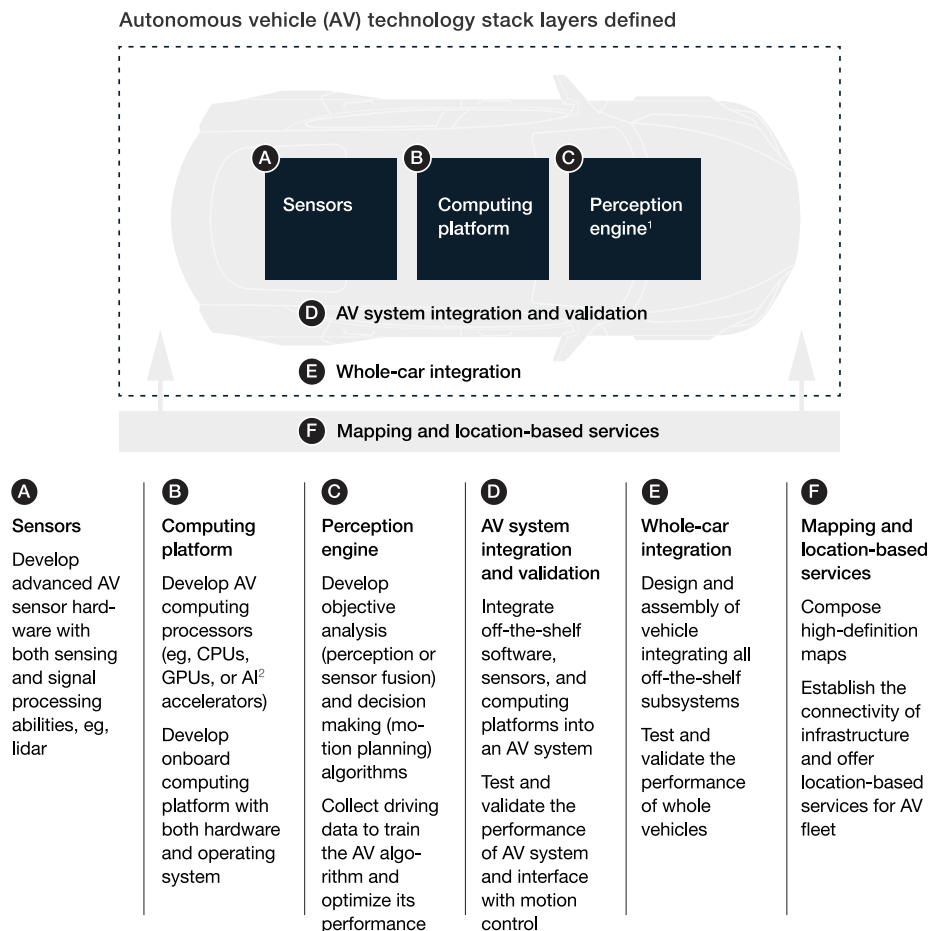 Autonomous vehicle (AV) technology stack layers defined
A
B
C
Sensors
Computing
platform
Perception
engine¹
D AV system integration and validation
E Whole-car integration
F Mapping and location-based services
A
Sensors
Develop
advanced AV
sensor hard-
ware with
both sensing
and signal
processing
abilities, eg,
lidar
B
Computing
platform
Develop AV
computing
processors
(eg, CPUs,
GPUs, or AI²
accelerators)
Develop
onboard
computing
platform with
both hardware
and operating
system
C
Perception
engine
Develop
objective
analysis
(perception or
sensor fusion)
and decision
making (mo-
tion planning)
algorithms
Collect driving
data to train
the AV algo-
rithm and
optimize its
performance
D
AV system
integration
and validation
Integrate
off-the-shelf
software,
sensors, and
computing
platforms into
an AV system
Test and
validate the
performance
of AV system
and interface
with motion
control
E
Whole-car
integration
Design and
assembly of
vehicle
integrating all
off-the-shelf
subsystems
Test and
validate the
performance
of whole
vehicles
F
Mapping and
location-based
services
Compose
high-definition
maps
Establish the
connectivity of
infrastructure
and offer
location-based
services for AV
fleet